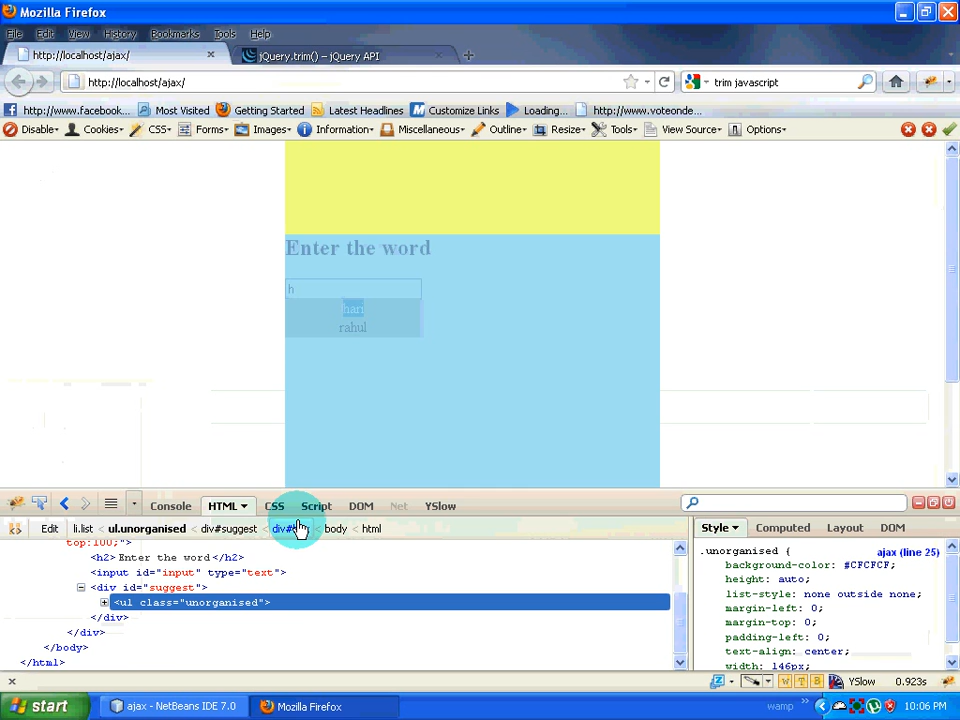 Mozilla Firefox
File Edit View History Bookmarks Tools Help
http://localhost/ajax/ jQuery.trim() – jQuery API
http://localhost/ajax/ trim javascript
http://www.facebook... Most Visited Getting Started Latest Headlines Customize Links Loading... http://www.voteonde...
Disable Cookies CSS Forms Images Information Miscellaneous Outline Resize Tools View Source Options
Enter the word
h
hari
rahul
Console HTML CSS Script DOM Net YSlow
Edit li.list < ul.unorganised < div#suggest < < body < html
Style Computed Layout DOM
top:100;">
<h2>Enter the word</h2>
<input id="input" type="text">
<div id="suggest">
<ul class="unorganised">
</div>
</div>
</body>
</html>
.unorganised { ajax (line 25)
background-color: #CFCFCF;
height: auto;
list-style: none outside none;
margin-left: 0;
margin-top: 0;
padding-left: 0;
text-align: center;
width: 146px;
YSlow 0.923s
start ajax - NetBeans IDE 7.0 Mozilla Firefox wamp 10:06 PM